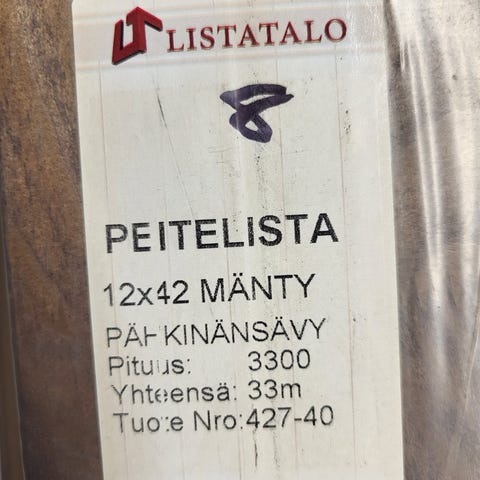 LISTATALO
8
PEITELISTA
12x42 MÄNTY
PÄHKINÄNSÄVY
Pituus: 3300
Yhteensä: 33m
Tuote Nro:427-40